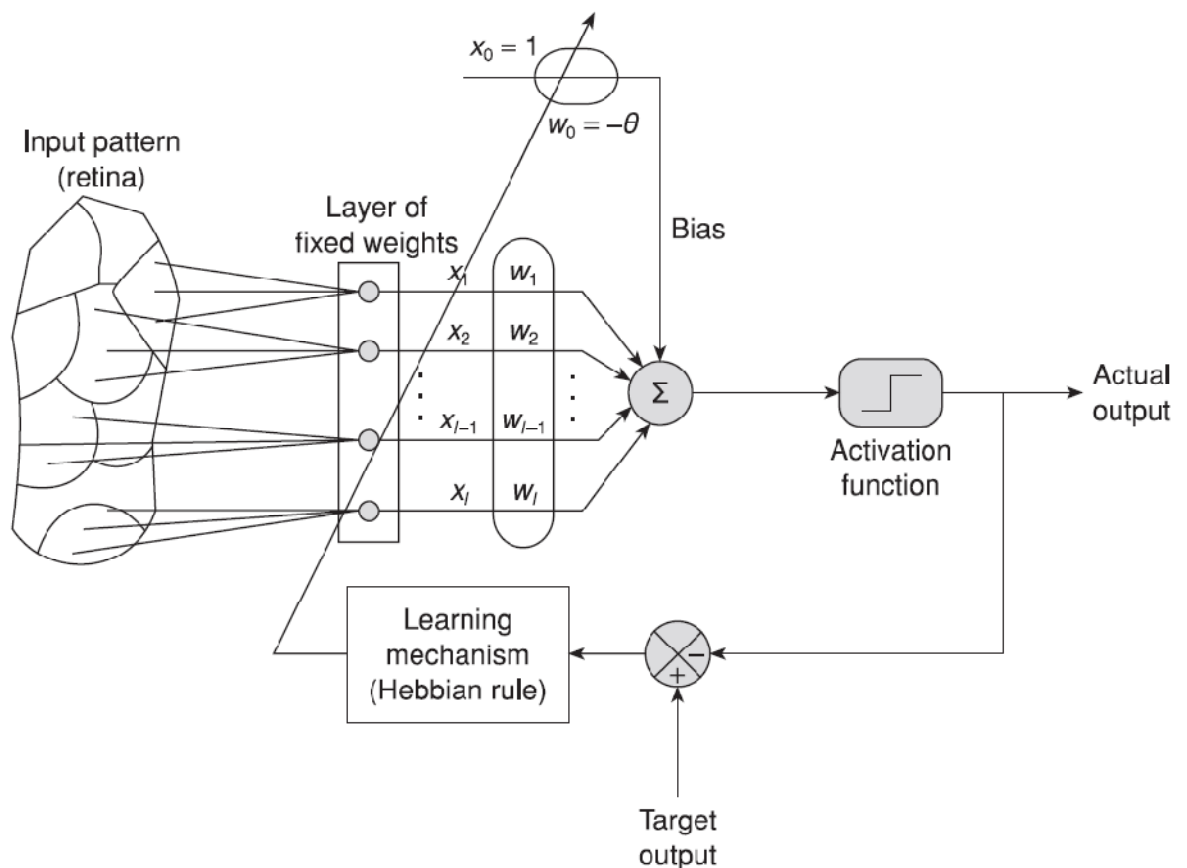 x₀ = 1
w₀ = −θ
Input pattern
(retina)
Layer of
fixed weights
Bias
x₁ w₁
x₂ w₂
xₗ₋₁ wₗ₋₁
xₗ wₗ
Σ
Activation
function
Actual
output
Learning
mechanism
(Hebbian rule)
−
+
Target
output